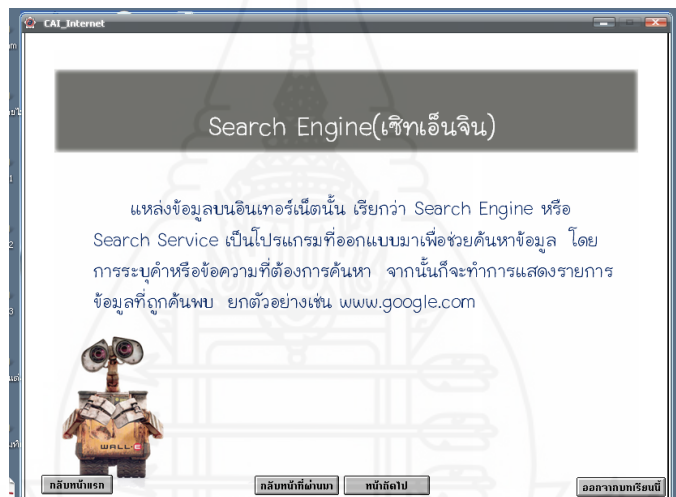 CAI_Internet
Search Engine(เซิทเอ็นจิน)
แหล่งข้อมูลบนอินเทอร์เน็ตนั้น เรียกว่า Search Engine หรือ
Search Service เป็นโปรแกรมที่ออกแบบมาเพื่อช่วยค้นหาข้อมูล โดย
การระบุคำหรือข้อความที่ต้องการค้นหา จากนั้นก็จะทำการแสดงรายการ
ข้อมูลที่ถูกค้นพบ ยกตัวอย่างเช่น www.google.com
WALL·E
กลับหน้าแรก
กลับหน้าที่ผ่านมา
หน้าถัดไป
ออกจากบทเรียนนี้